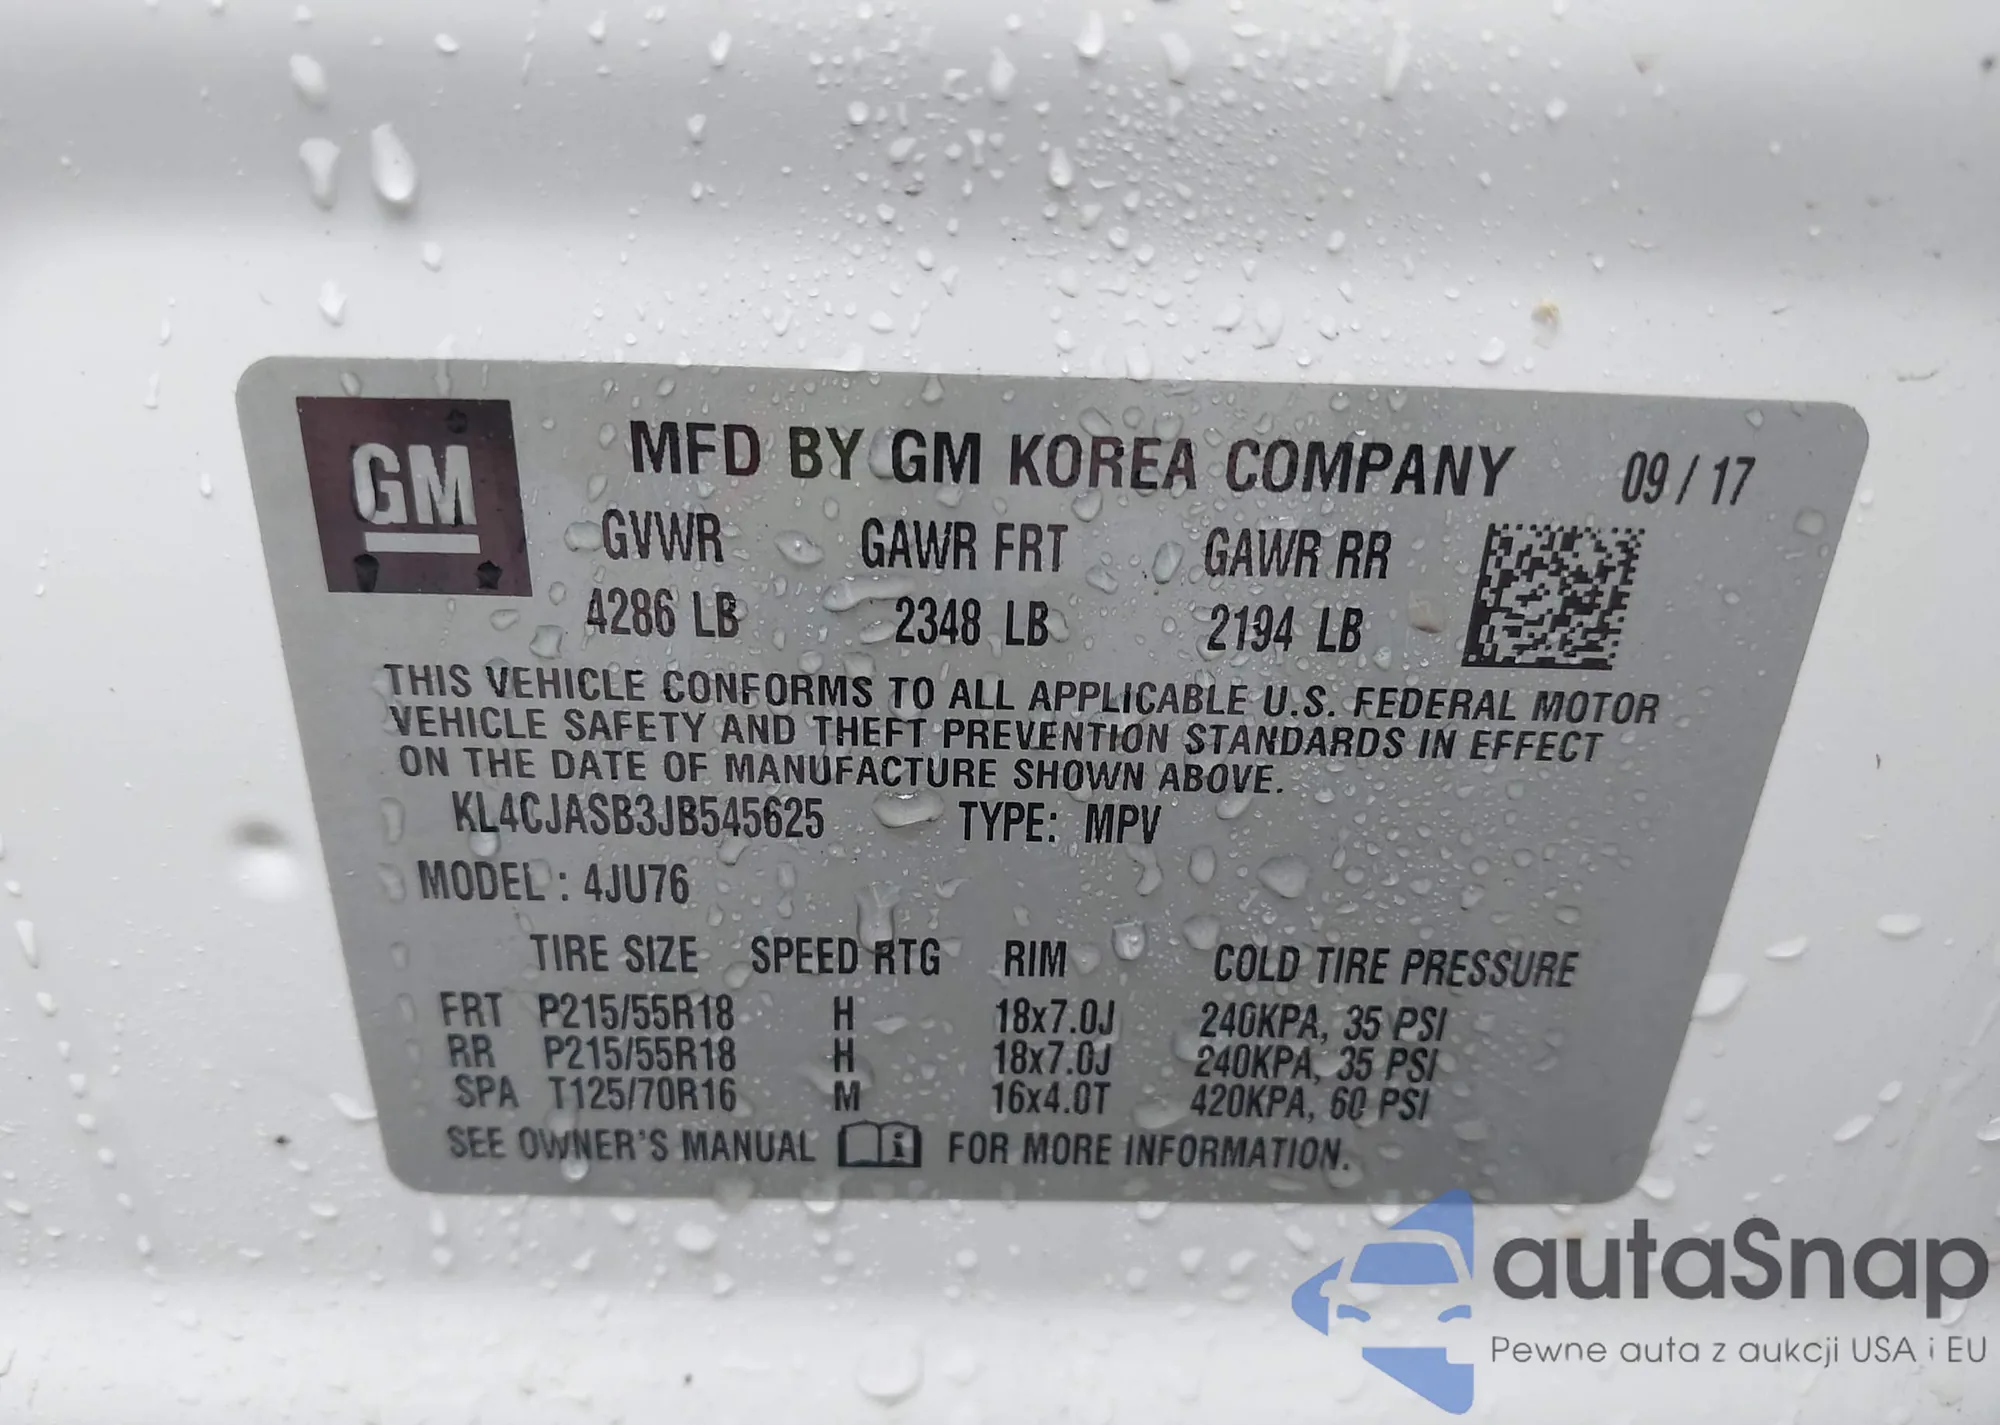 GM
MFD BY GM KOREA COMPANY 09 / 17
GVWR GAWR FRT GAWR RR
4286 LB 2348 LB 2194 LB
THIS VEHICLE CONFORMS TO ALL APPLICABLE U.S. FEDERAL MOTOR
VEHICLE SAFETY AND THEFT PREVENTION STANDARDS IN EFFECT
ON THE DATE OF MANUFACTURE SHOWN ABOVE.
KL4CJASB3JB545625 TYPE: MPV
MODEL : 4JU76
TIRE SIZE SPEED RTG RIM COLD TIRE PRESSURE
FRT P215/55R18 H 18x7.0J 240KPA, 35 PSI
RR P215/55R18 H 18x7.0J 240KPA, 35 PSI
SPA T125/70R16 M 16x4.0T 420KPA, 60 PSI
SEE OWNER'S MANUAL i FOR MORE INFORMATION.
autaSnap
Pewne auta z aukcji USA i EU